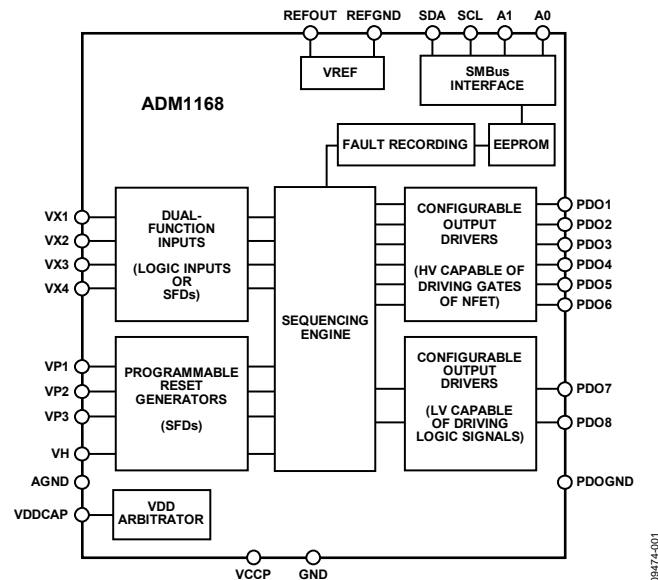 REFOUT REFGND SDA SCL A1 A0
VREF
SMBus
INTERFACE
ADM1168
FAULT RECORDING
EEPROM
VX1
VX2
VX3
VX4
DUAL-
FUNCTION
INPUTS
(LOGIC INPUTS
OR
SFDs)
SEQUENCING
ENGINE
CONFIGURABLE
OUTPUT
DRIVERS
(HV CAPABLE OF
DRIVING GATES
OF NFET)
PDO1
PDO2
PDO3
PDO4
PDO5
PDO6
VP1
VP2
VP3
VH
PROGRAMMABLE
RESET
GENERATORS
(SFDs)
CONFIGURABLE
OUTPUT
DRIVERS
(LV CAPABLE
OF DRIVING
LOGIC SIGNALS)
PDO7
PDO8
AGND
PDOGND
VDDCAP
VDD
ARBITRATOR
VCCP GND
09474-001